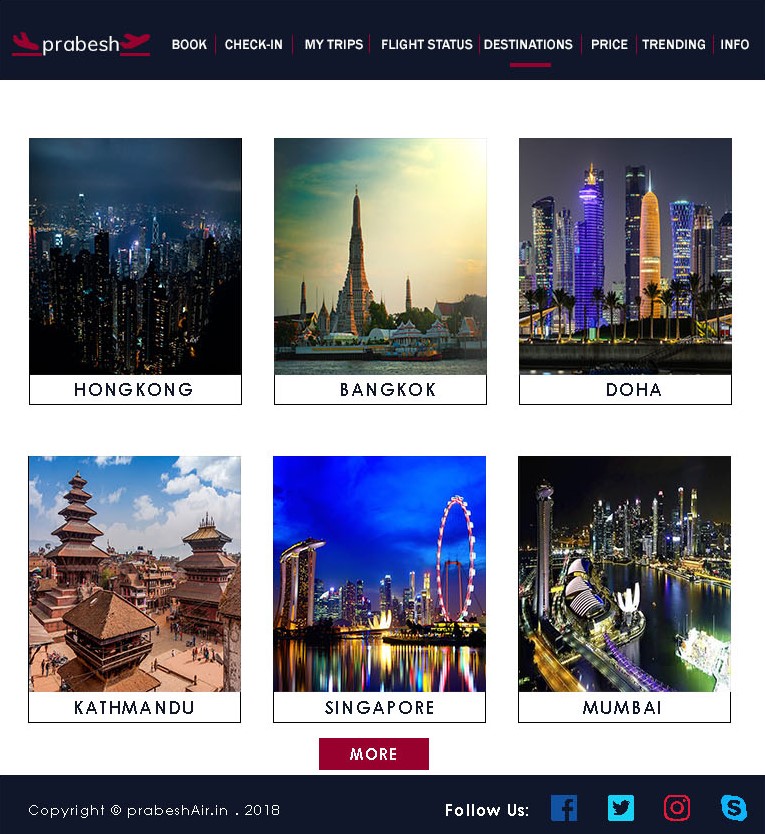 prabesh BOOK CHECK-IN MY TRIPS FLIGHT STATUS DESTINATIONS PRICE TRENDING INFO
HONGKONG BANGKOK DOHA
KATHMANDU SINGAPORE MUMBAI
MORE
Copyright © prabeshAir.in . 2018 Follow Us: